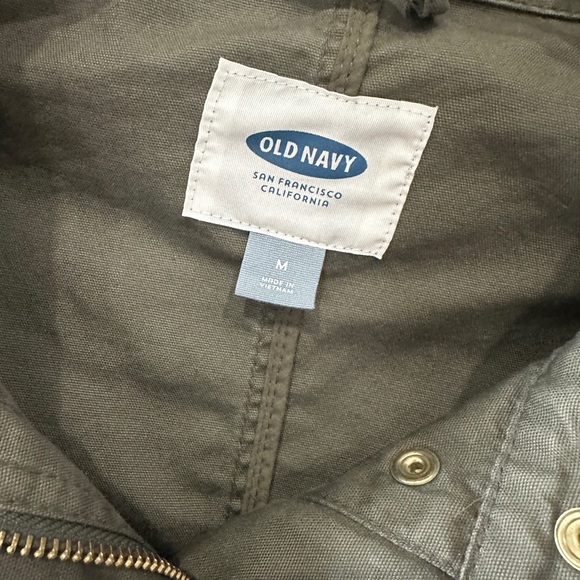 OLD NAVY
SAN FRANCISCO
CALIFORNIA
M
MADE IN
VIETNAM